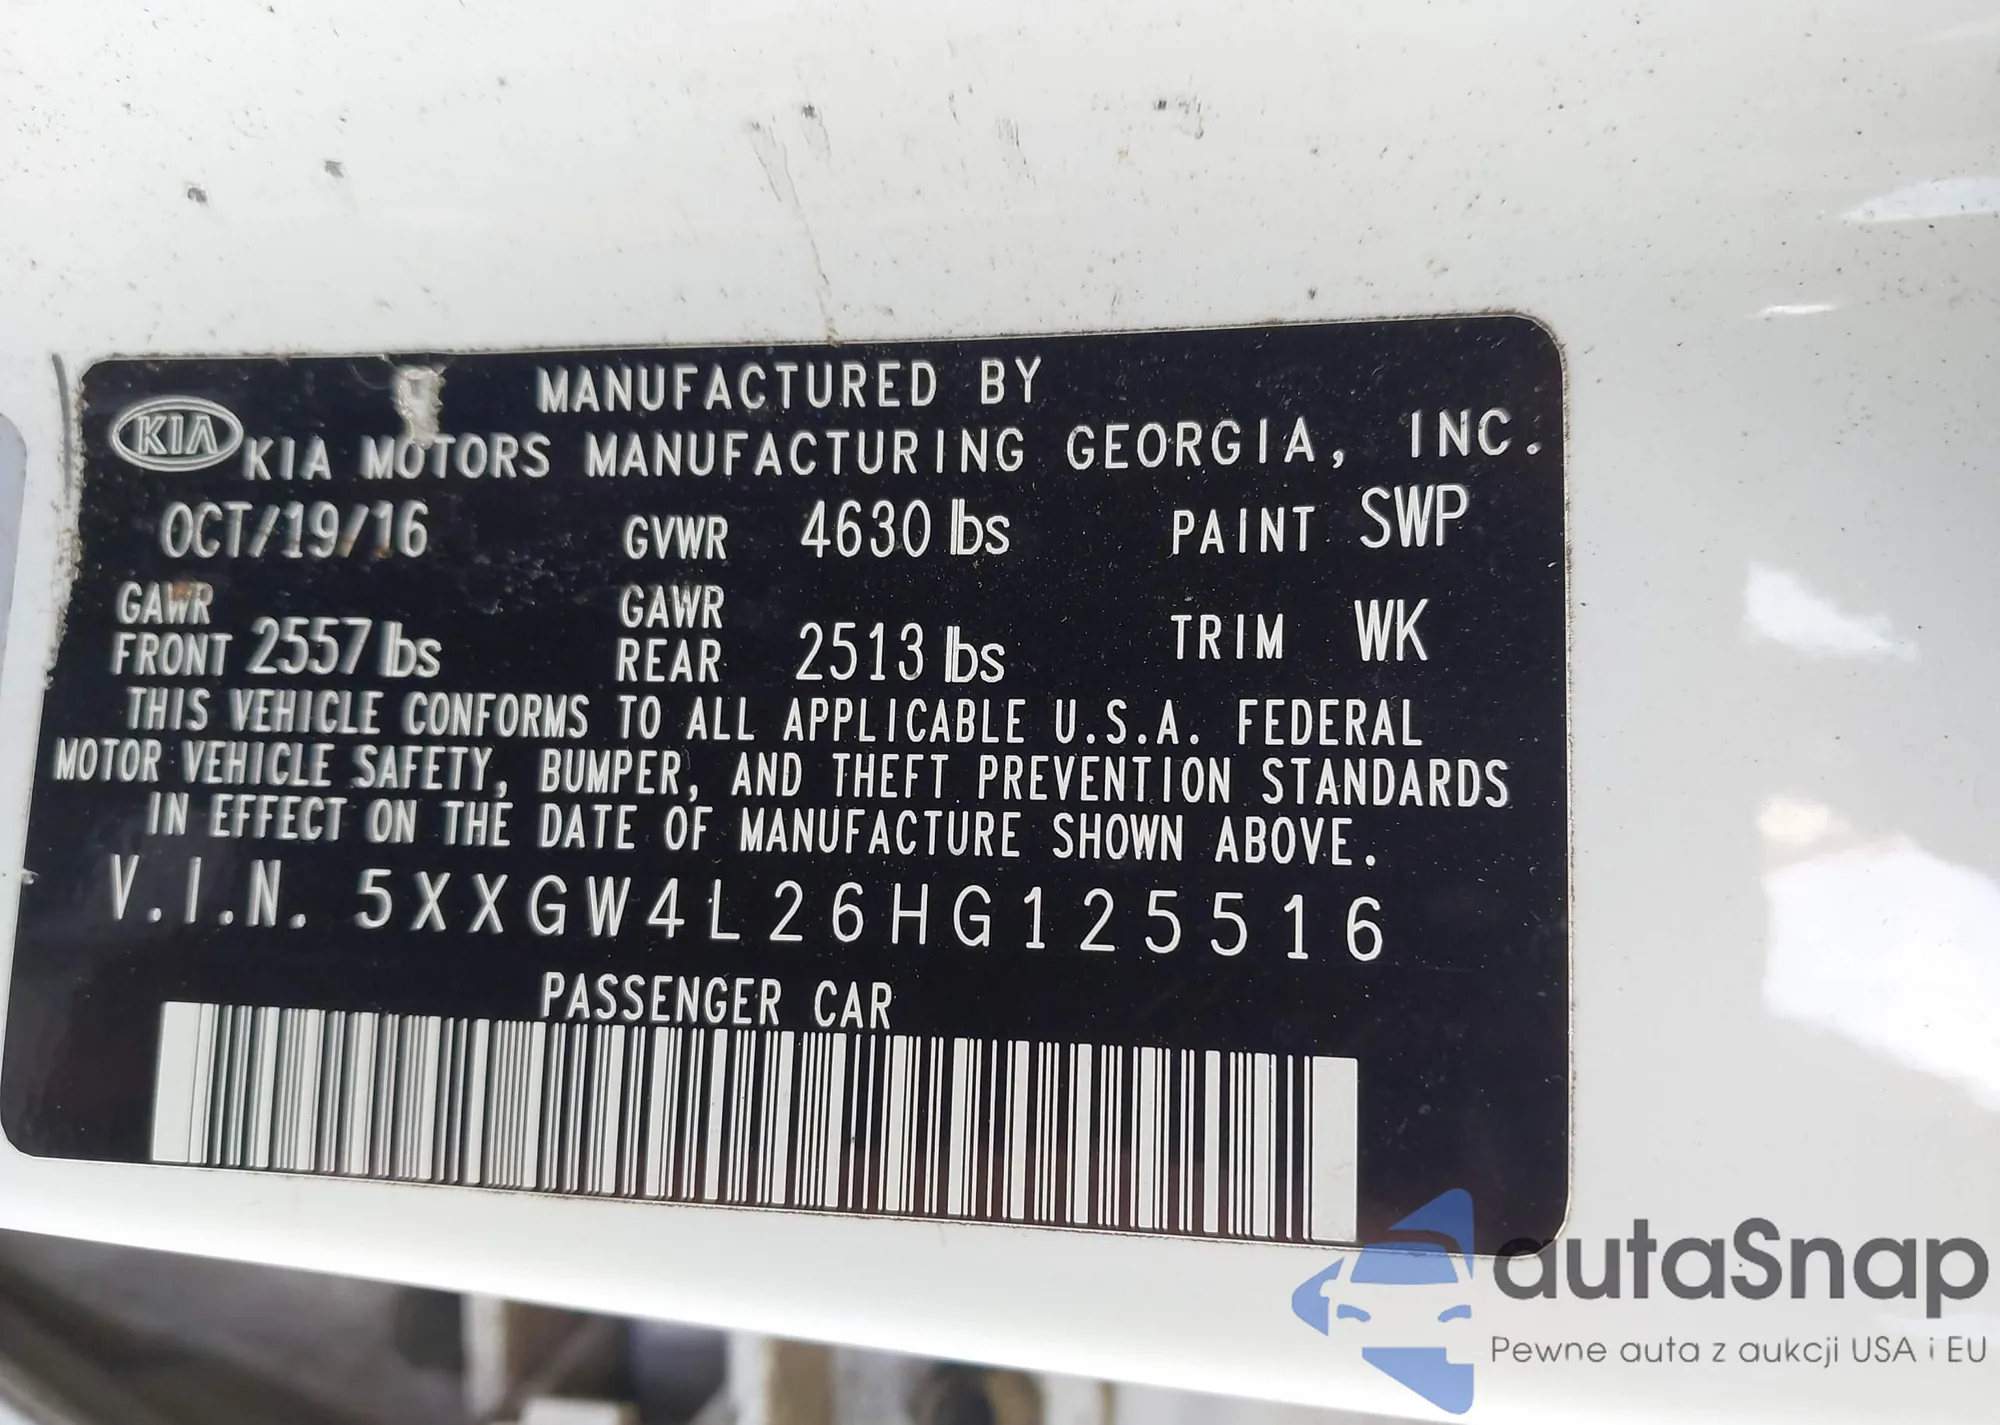 MANUFACTURED BY
KIA KIA MOTORS MANUFACTURING GEORGIA, INC.
OCT/19/16 GVWR 4630 lbs PAINT SWP
GAWR FRONT 2557 lbs GAWR REAR 2513 lbs TRIM WK
THIS VEHICLE CONFORMS TO ALL APPLICABLE U.S.A. FEDERAL
MOTOR VEHICLE SAFETY, BUMPER, AND THEFT PREVENTION STANDARDS
IN EFFECT ON THE DATE OF MANUFACTURE SHOWN ABOVE.
V.I.N. 5XXGW4L26HG125516
PASSENGER CAR
autaSnap
Pewne auta z aukcji USA i EU